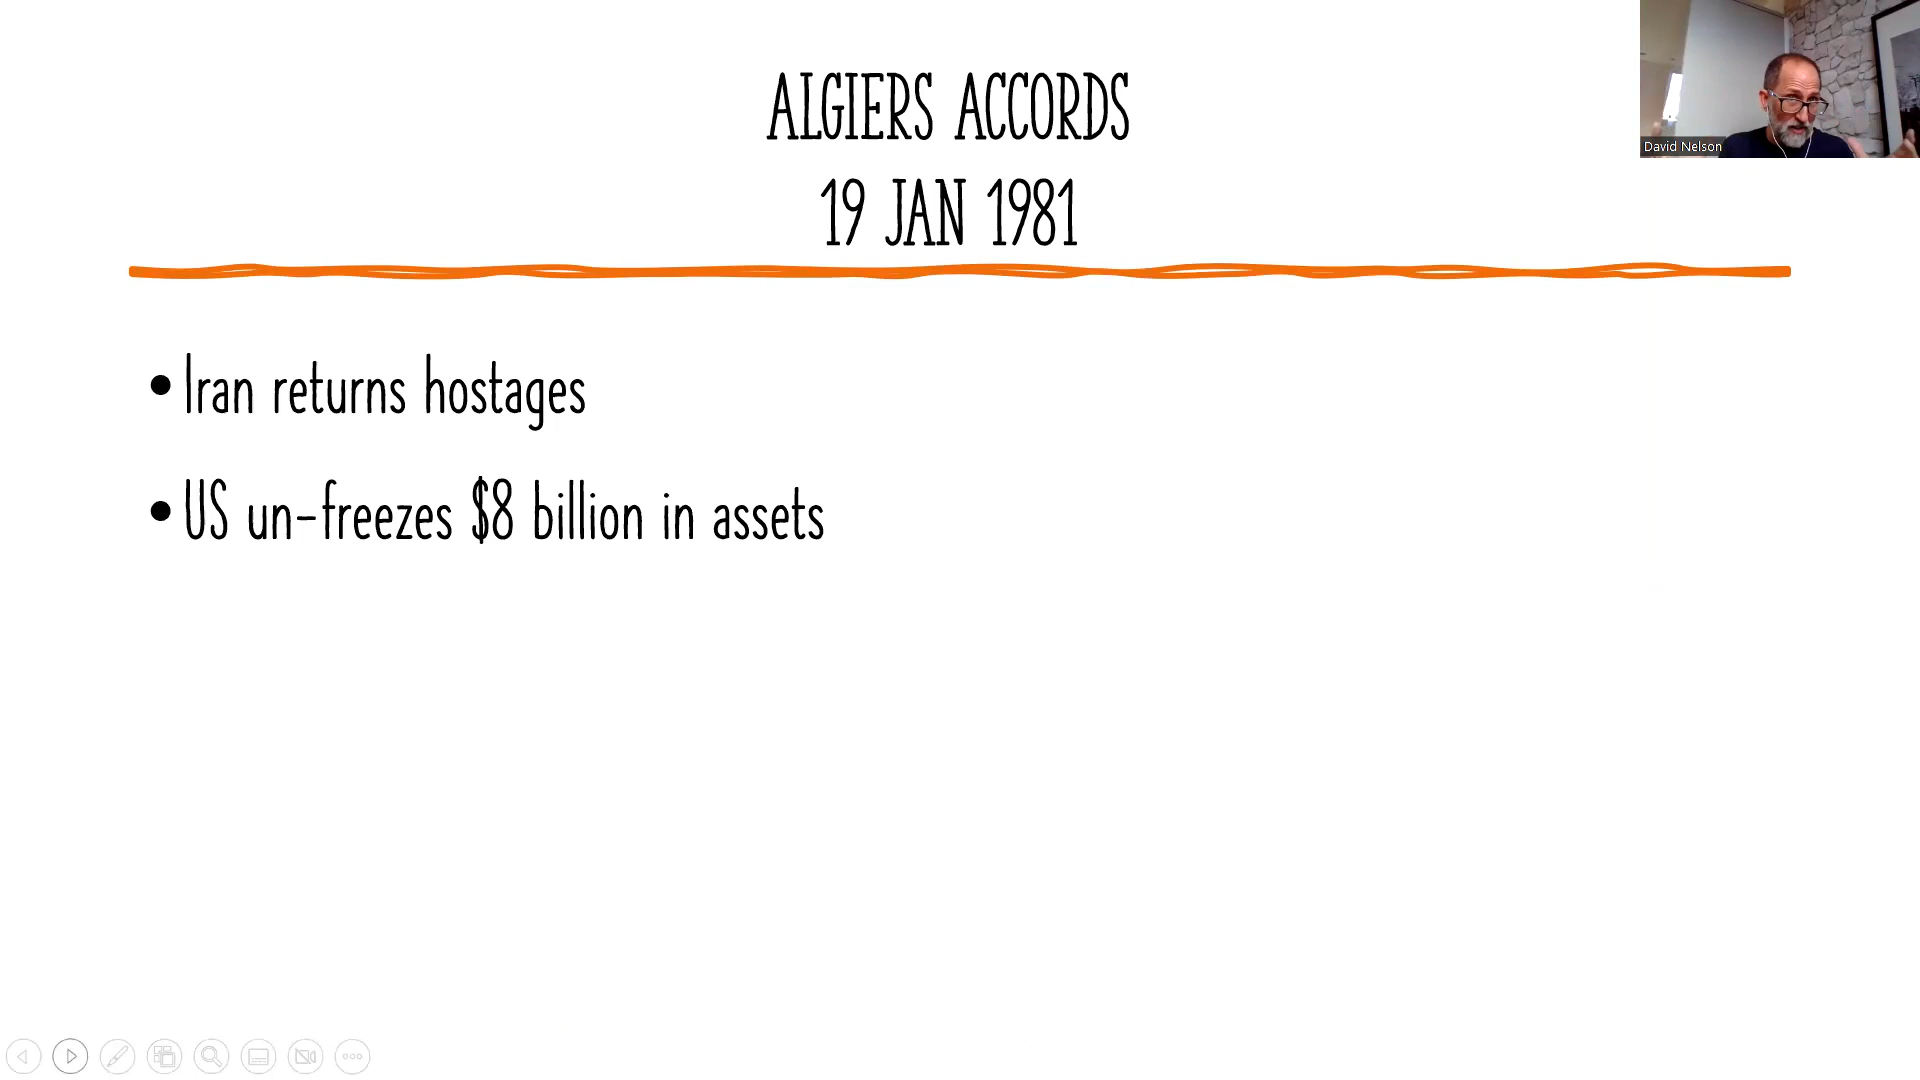 ALGIERS ACCORDS
19 JAN 1981
David Nelson
• Iran returns hostages
• US un-freezes $8 billion in assets